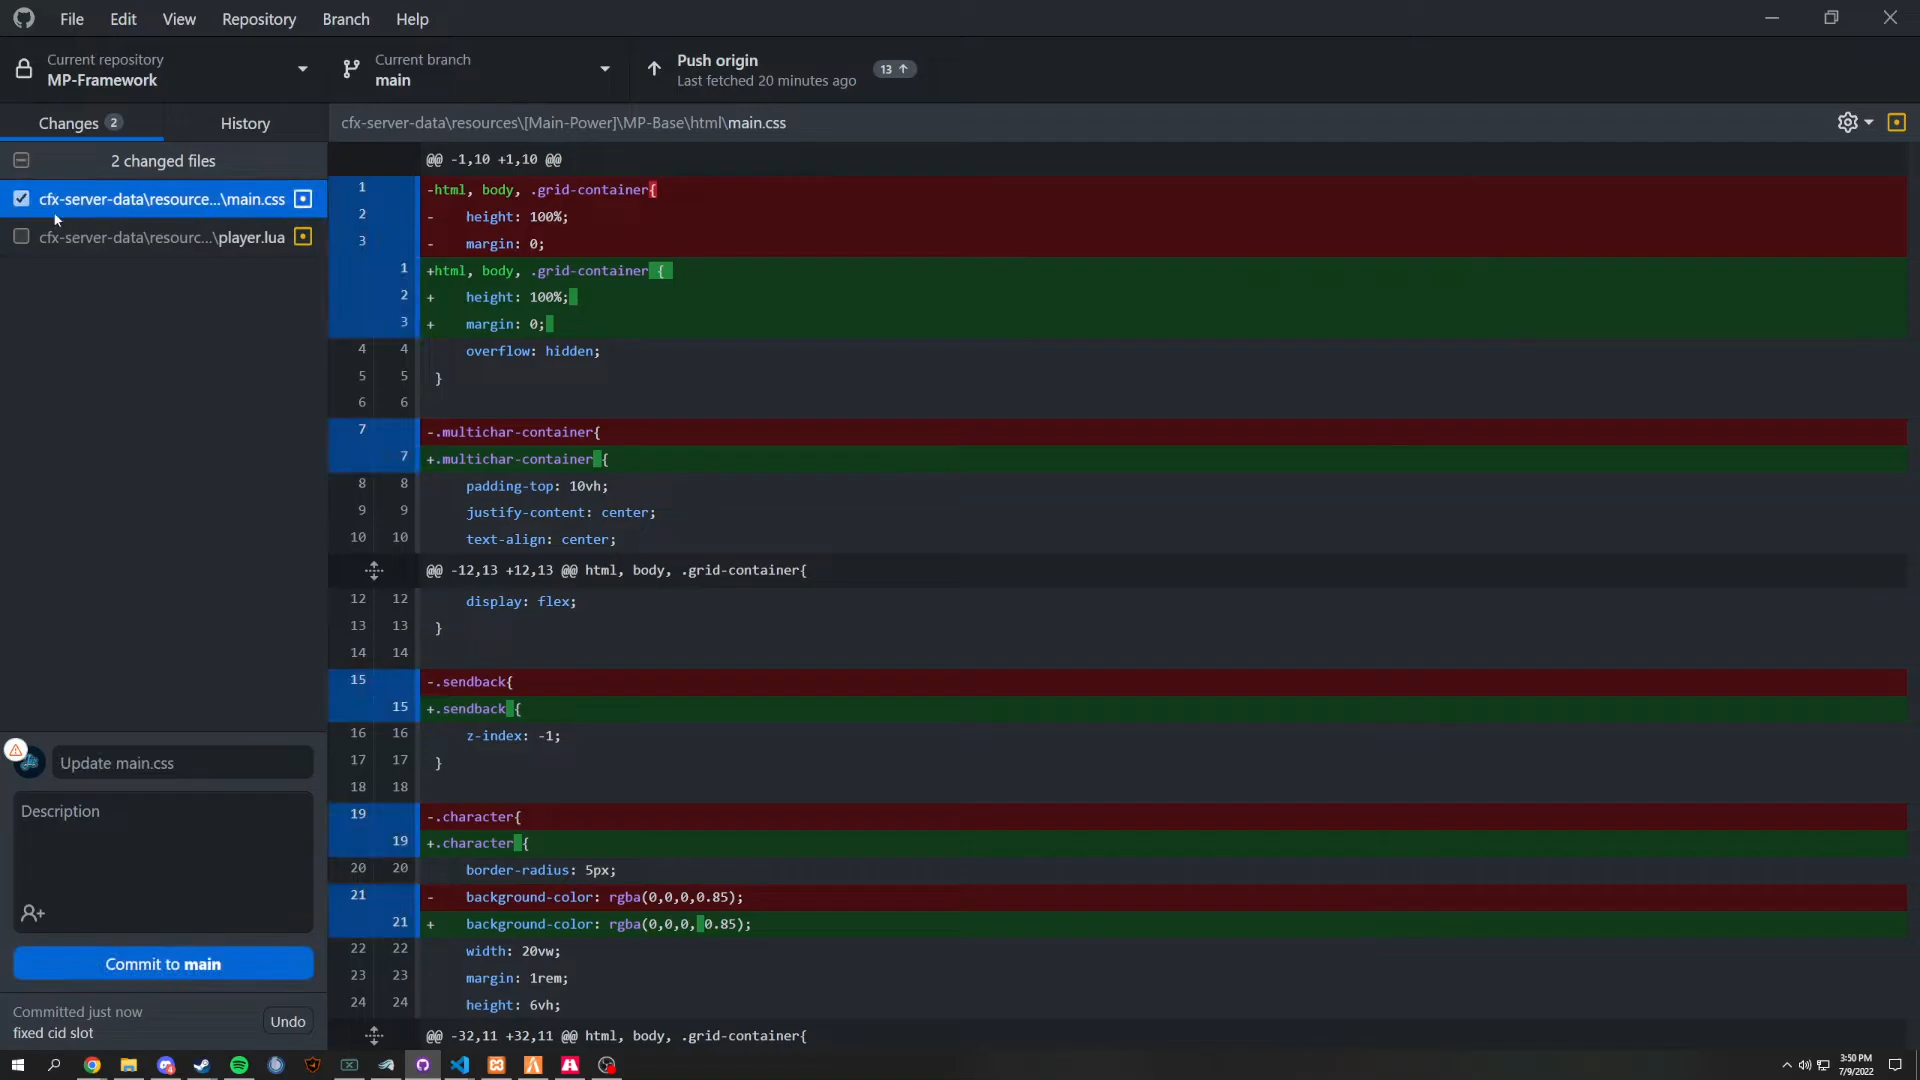 File Edit View Repository Branch Help
Current repository
MP-Framework
Current branch
main
Push origin
Last fetched 20 minutes ago
13
Changes 2 History
cfx-server-data\resources\[Main-Power]\MP-Base\html\main.css
2 changed files
cfx-server-data\resource...\main.css
cfx-server-data\resourc...\player.lua
@@ -1,10 +1,10 @@
1 -html, body, .grid-container{
2 - height: 100%;
3 - margin: 0;
1 +html, body, .grid-container {
2 + height: 100%;
3 + margin: 0;
4 4 overflow: hidden;
5 5 }
6 6
7 -.multichar-container{
7 +.multichar-container {
8 8 padding-top: 10vh;
9 9 justify-content: center;
10 10 text-align: center;
@@ -12,13 +12,13 @@ html, body, .grid-container{
12 12 display: flex;
13 13 }
14 14
15 -.sendback{
15 +.sendback {
16 16 z-index: -1;
17 17 }
18 18
19 -.character{
19 +.character {
20 20 border-radius: 5px;
21 - background-color: rgba(0,0,0,0.85);
21 + background-color: rgba(0,0,0, 0.85);
22 22 width: 20vw;
23 23 margin: 1rem;
24 24 height: 6vh;
@@ -32,11 +32,11 @@ html, body, .grid-container{
Update main.css
Description
Commit to main
Committed just now
fixed cid slot
Undo
3:50 PM
7/9/2022